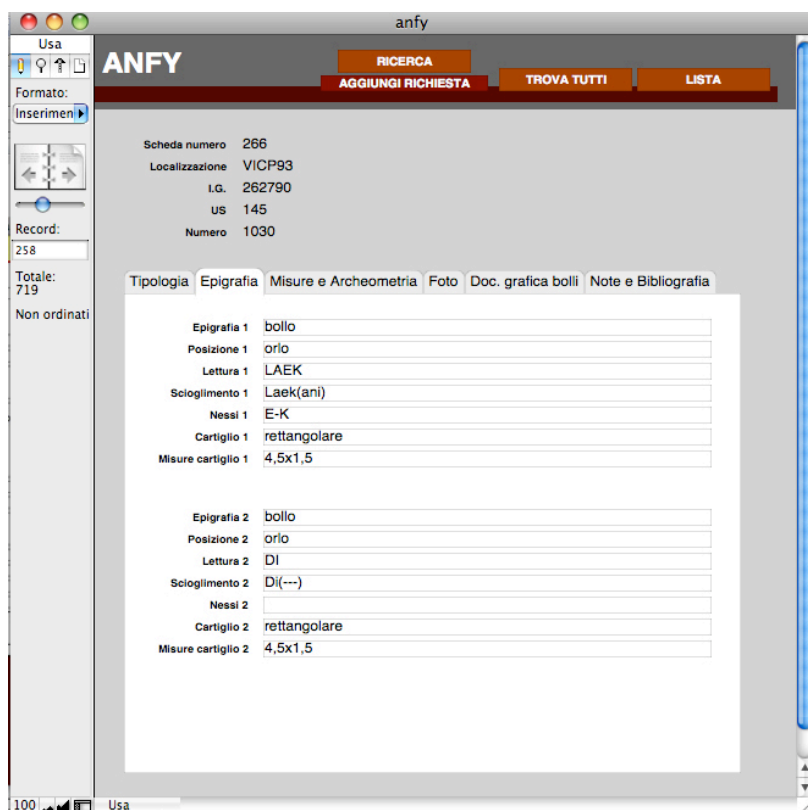 anfy
Usa
Formato:
Inserimen
Record:
258
Totale:
719
Non ordinati
ANFY
RICERCA
AGGIUNGI RICHIESTA
TROVA TUTTI
LISTA
Scheda numero 266
Localizzazione VICP93
I.G. 262790
US 145
Numero 1030
Tipologia Epigrafia Misure e Archeometria Foto Doc. grafica bolli Note e Bibliografia
Epigrafia 1 bollo
Posizione 1 orlo
Lettura 1 LAEK
Scioglimento 1 Laek(ani)
Nessi 1 E-K
Cartiglio 1 rettangolare
Misure cartiglio 1 4,5x1,5
Epigrafia 2 bollo
Posizione 2 orlo
Lettura 2 DI
Scioglimento 2 Di(---)
Nessi 2
Cartiglio 2 rettangolare
Misure cartiglio 2 4,5x1,5
100 Usa